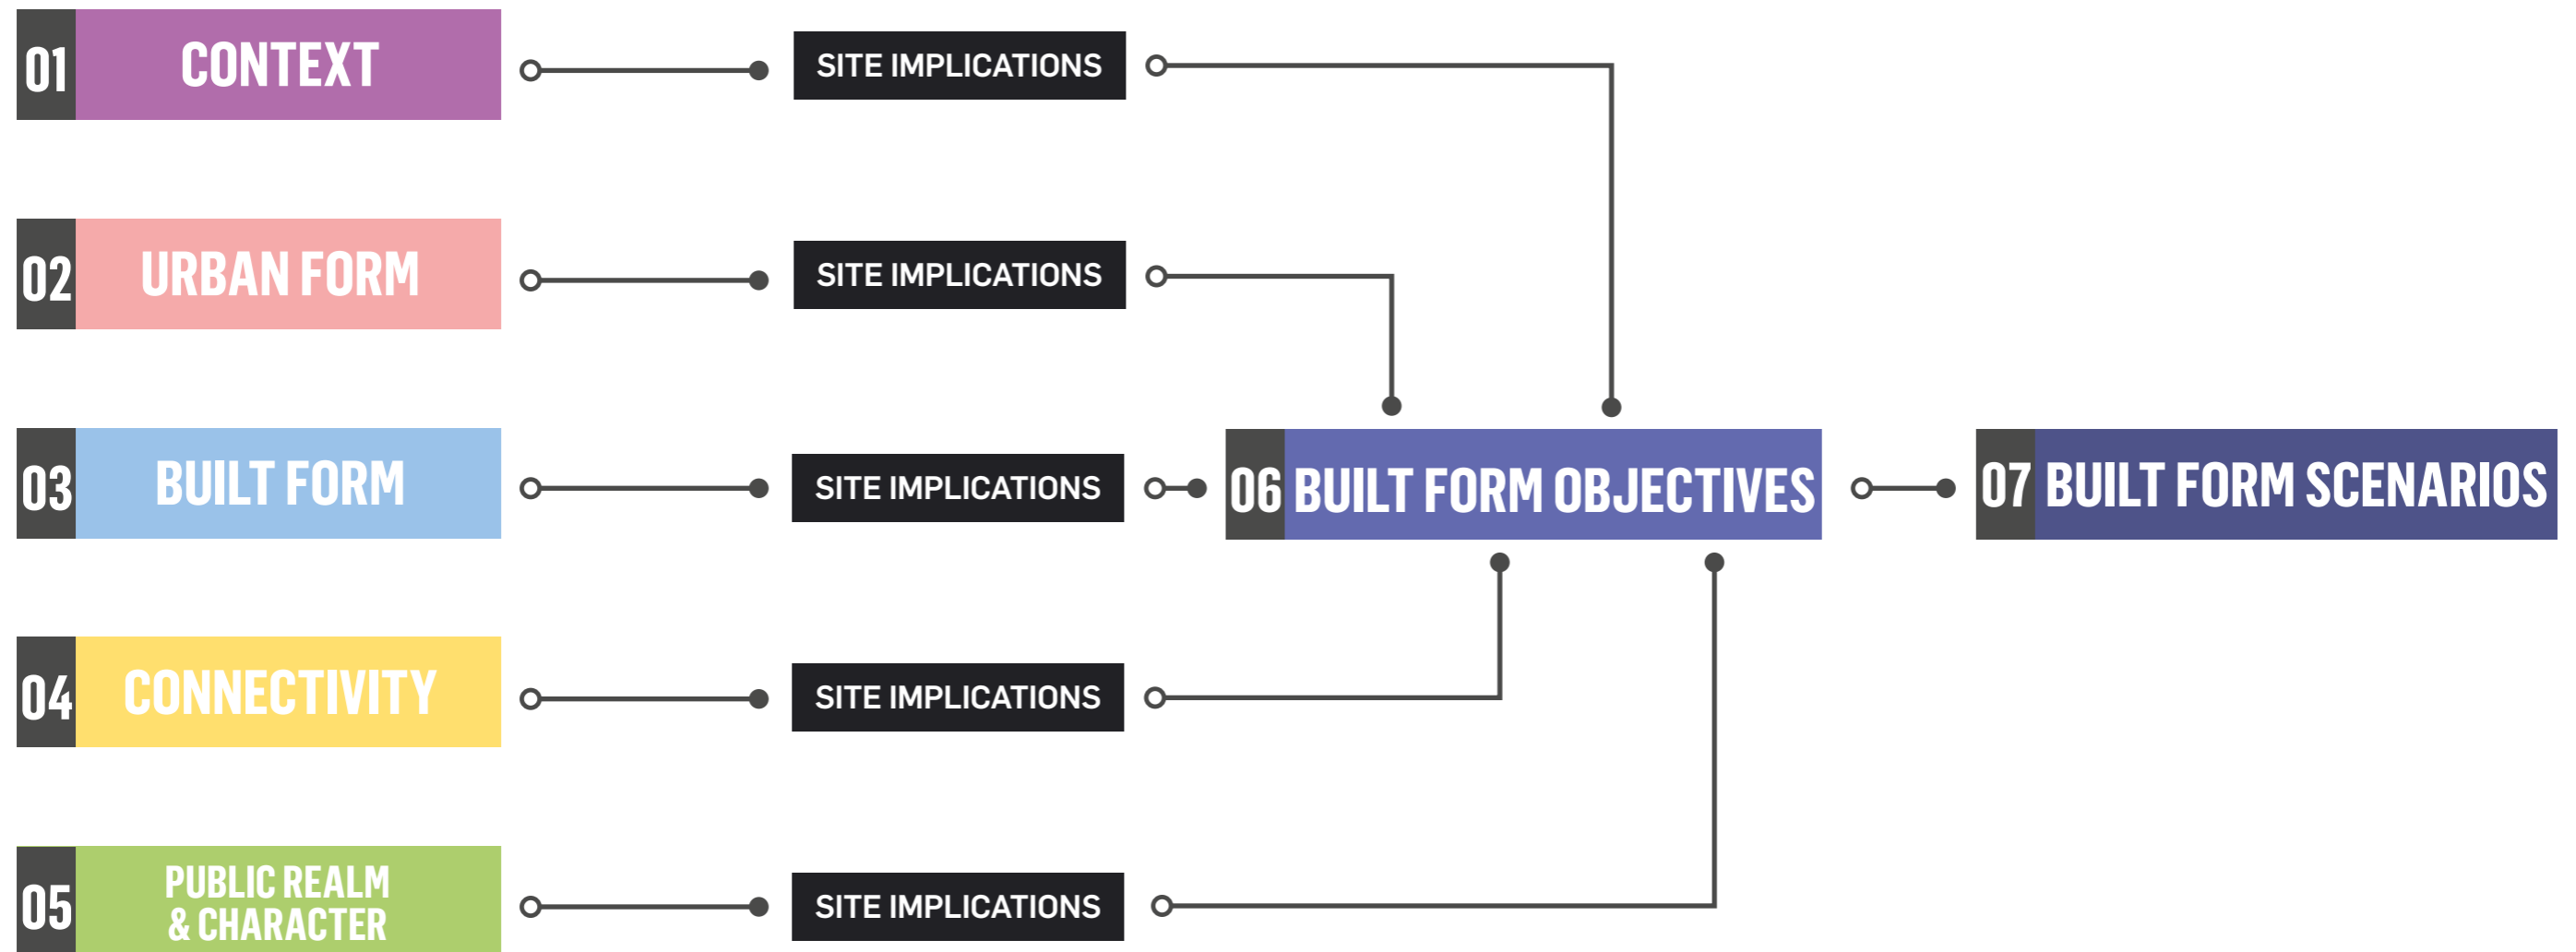 01 CONTEXT
SITE IMPLICATIONS
02 URBAN FORM
SITE IMPLICATIONS
03 BUILT FORM
SITE IMPLICATIONS
06 BUILT FORM OBJECTIVES
07 BUILT FORM SCENARIOS
04 CONNECTIVITY
SITE IMPLICATIONS
05 PUBLIC REALM
& CHARACTER
SITE IMPLICATIONS